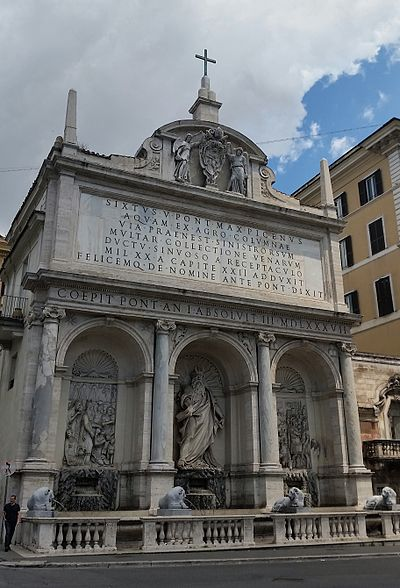 SIXTVS V PONT MAX PICENVS
AQVAM EX AGRO COLVMNAE
VIA PRAENEST SINISTRORSVM
MVLTAR COLLECTIONE VENARVM
DVCTV SINVOSO A RECEPTACVLO
MIL XX A CAPITE XXII ADDVXIT
FELICEMQ DE NOMINE ANTE PONT DIXIT
COEPIT PONT AN I ABSOLVIT III MDLXXXVII